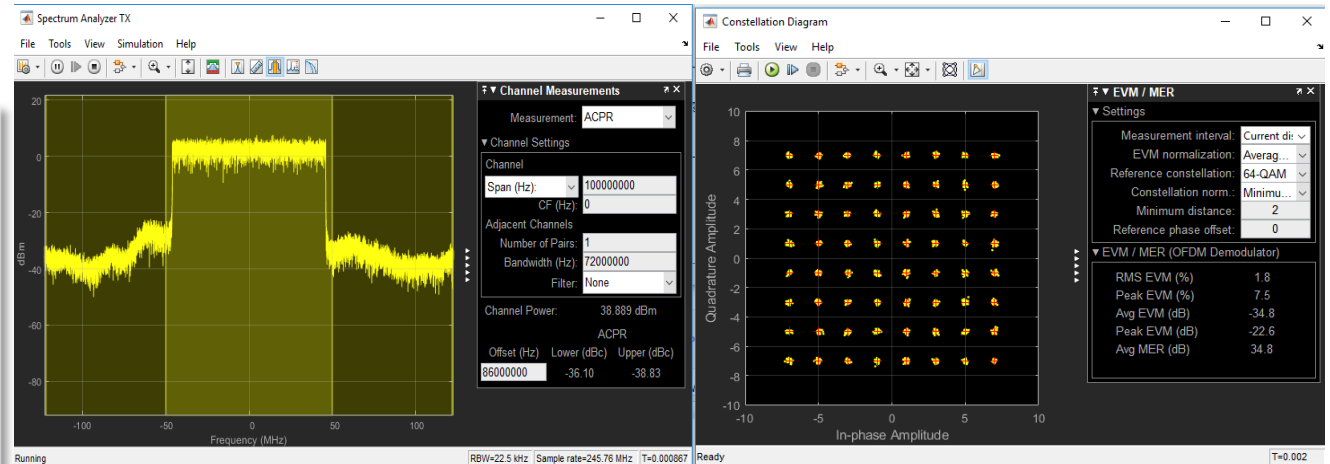 Spectrum Analyzer TX
File Tools View Simulation Help
20
0
-20
-40
-60
-80
dBm
-100 -50 0 50 100
Frequency (MHz)
Channel Measurements
Measurement: ACPR
Channel Settings
Channel
Span (Hz): 100000000
CF (Hz): 0
Adjacent Channels
Number of Pairs: 1
Bandwidth (Hz): 72000000
Filter: None
Channel Power: 38.889 dBm
ACPR
Offset (Hz) Lower (dBc) Upper (dBc)
86000000 -36.10 -38.83
Running RBW=22.5 kHz Sample rate=245.76 MHz T=0.000867
Constellation Diagram
File Tools View Help
10
8
6
4
2
0
-2
-4
-6
-8
-10
Quadrature Amplitude
-10 -5 0 5 10
In-phase Amplitude
EVM / MER
Settings
Measurement interval: Current di:
EVM normalization: Averag...
Reference constellation: 64-QAM
Constellation norm.: Minimu...
Minimum distance: 2
Reference phase offset: 0
EVM / MER (OFDM Demodulator)
RMS EVM (%) 1.8
Peak EVM (%) 7.5
Avg EVM (dB) -34.8
Peak EVM (dB) -22.6
Avg MER (dB) 34.8
Ready T=0.002